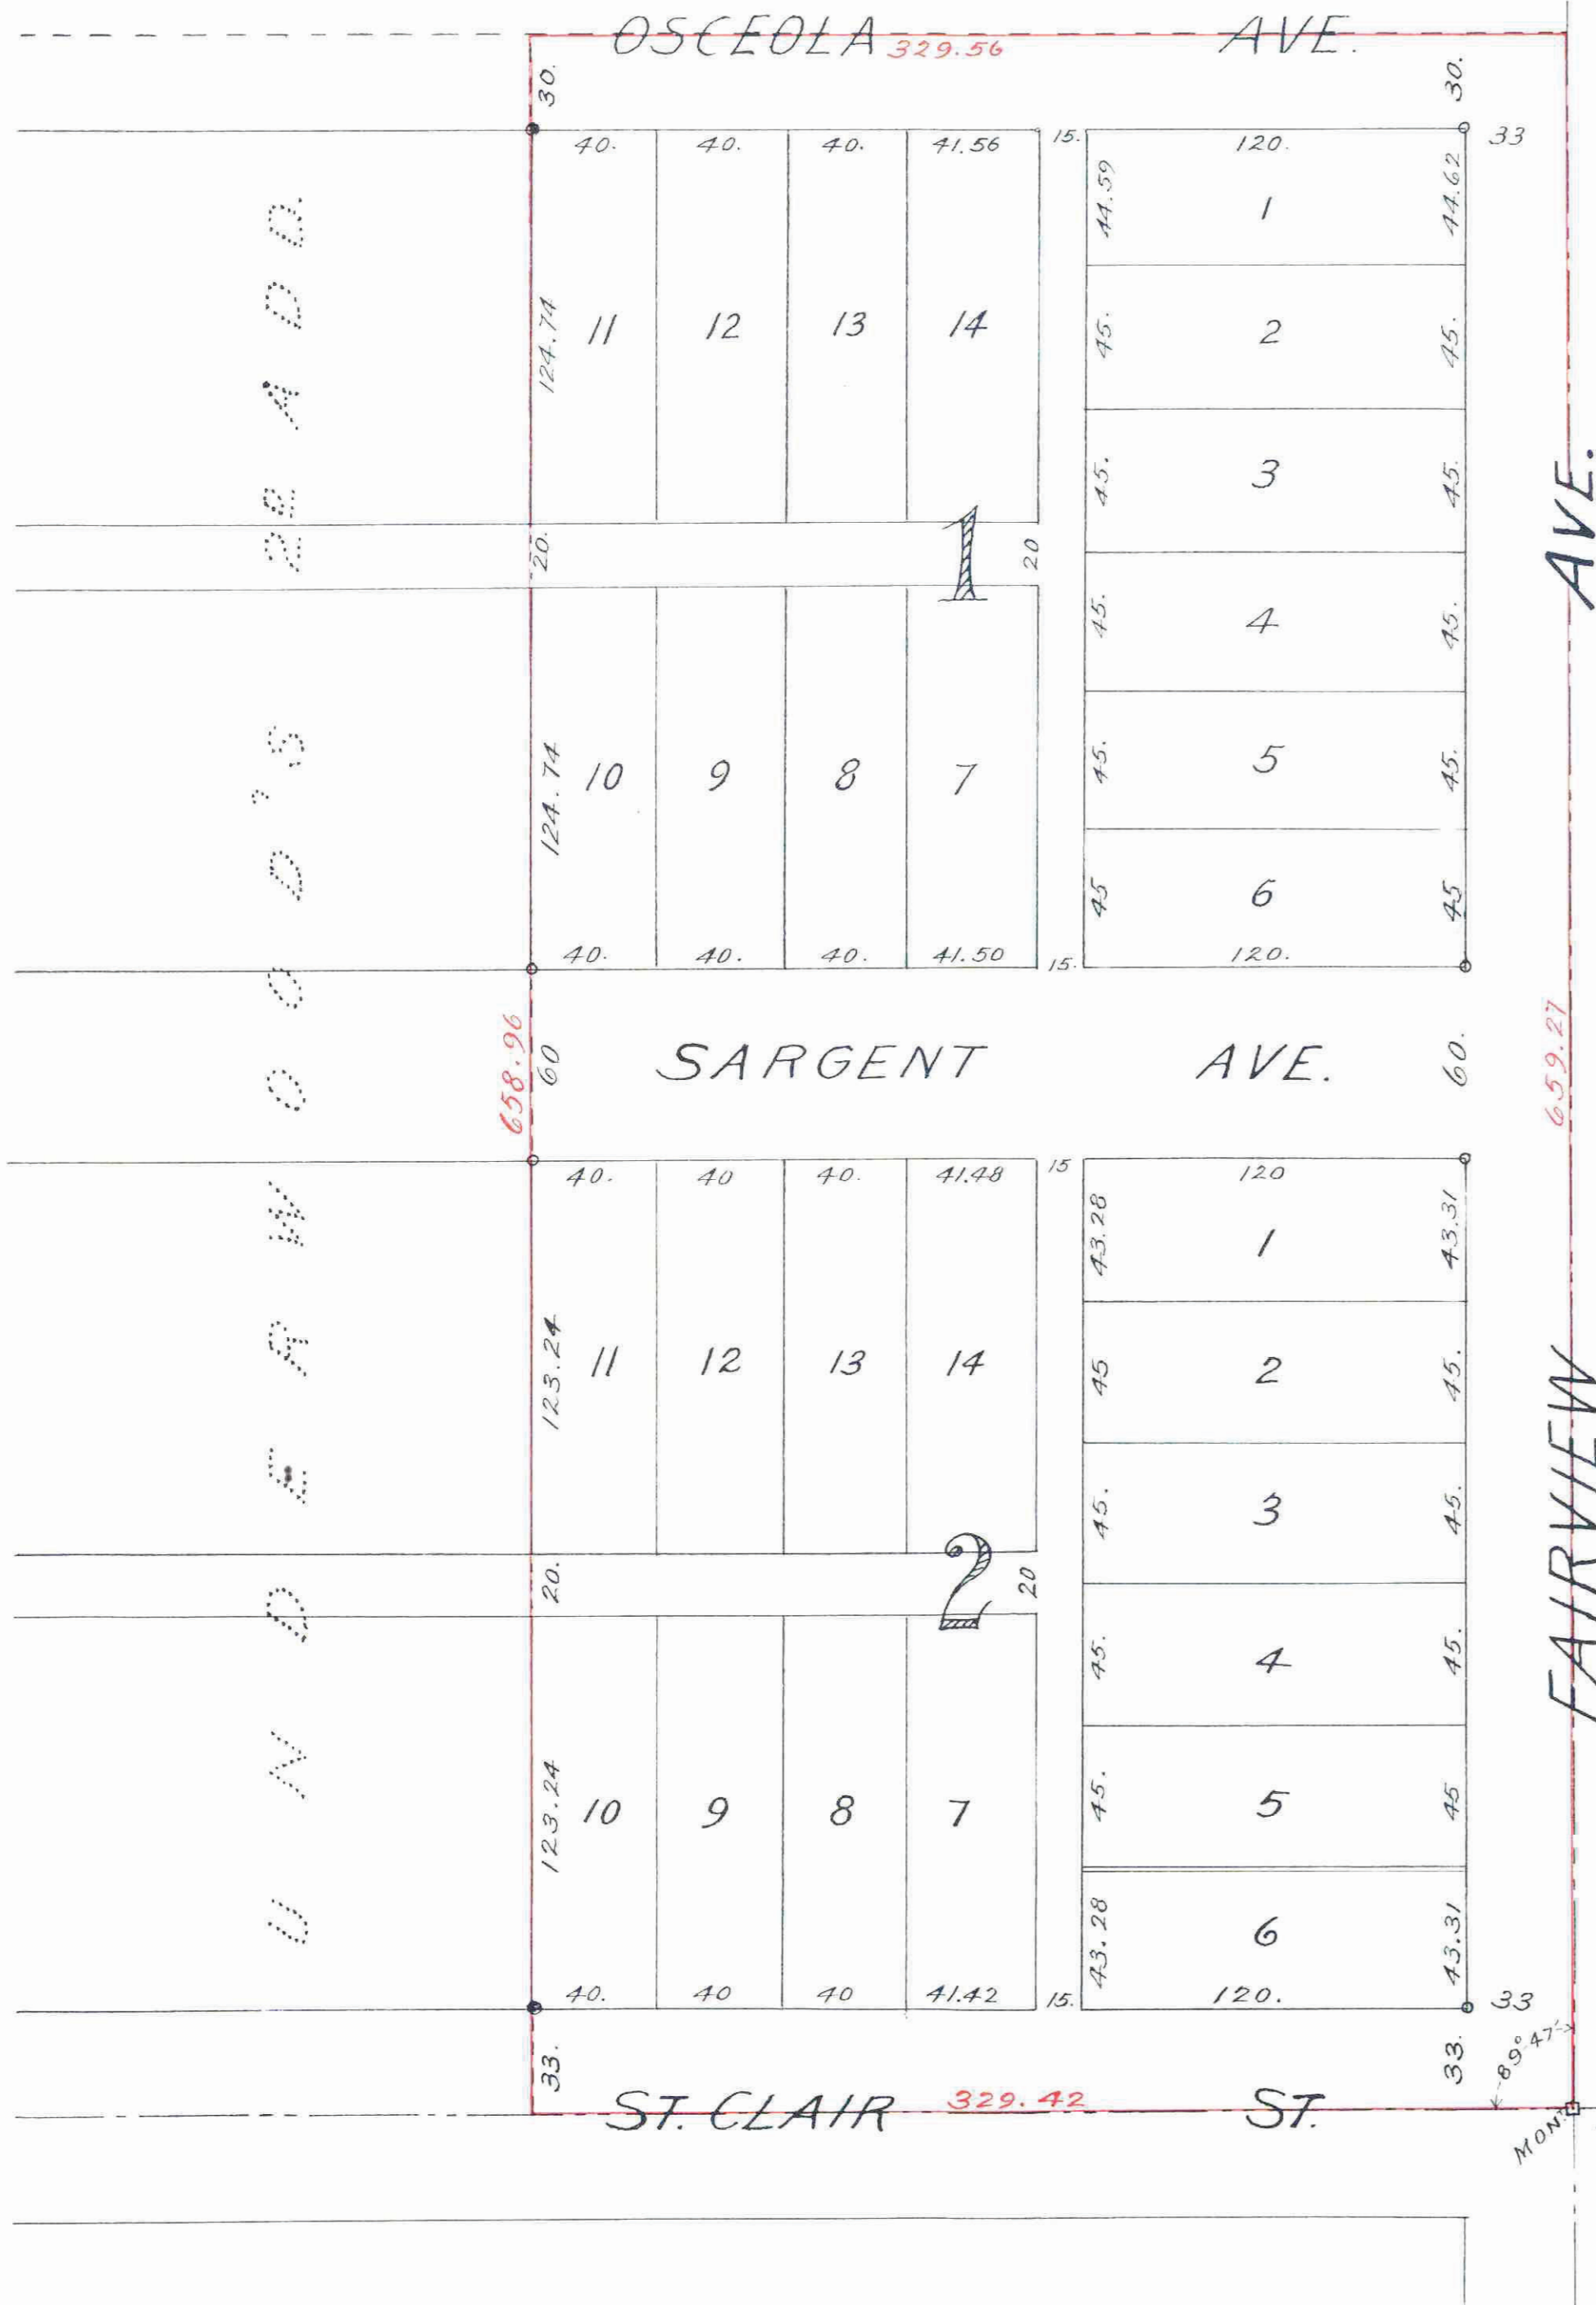 OSCEOLA 329.56 AVE.
30. 30.
40. 40. 40. 41.56 15. 120. 33
44.59 1 44.62
124.74 11 12 13 14
45. 2 45.
45. 3 45.
20. 1 20
45. 4 45.
124.74 10 9 8 7
45. 5 45.
45 6 45
40. 40. 40. 41.50 15. 120.
658.96 60 SARGENT AVE. 60. 659.27
40. 40 40. 41.48 15 120
43.28 1 43.31
123.24 11 12 13 14
45 2 45.
45. 3 45.
20. 2 20
45. 4 45.
123.24 10 9 8 7
45. 5 45
43.28 6 43.31
40. 40 40 41.42 15. 120. 33
33. 33. 89°47'
ST. CLAIR 329.42 ST.
MONT.
UNDERWOOD'S 2D ADD.
FAIRVIEW AVE.